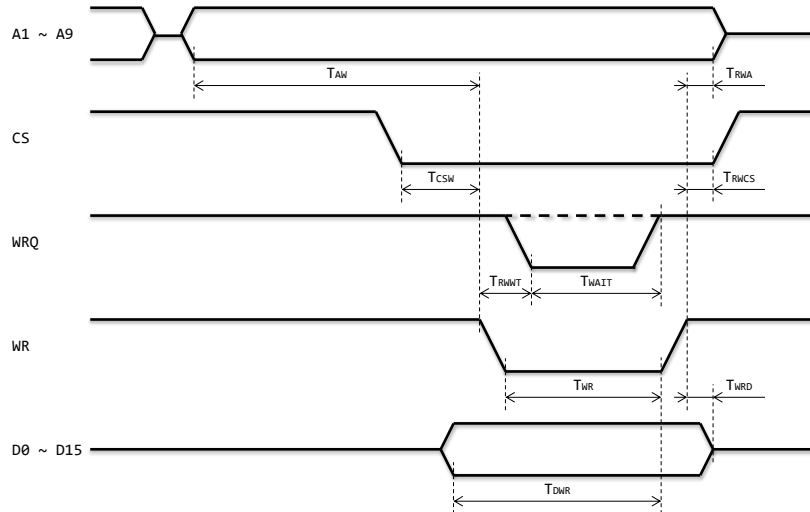 A1 ~ A9
TAW
TRWA
CS
TCSW
TRWCS
WRQ
TRWWT
TWAIT
WR
TWR
TWRD
D0 ~ D15
TDWR